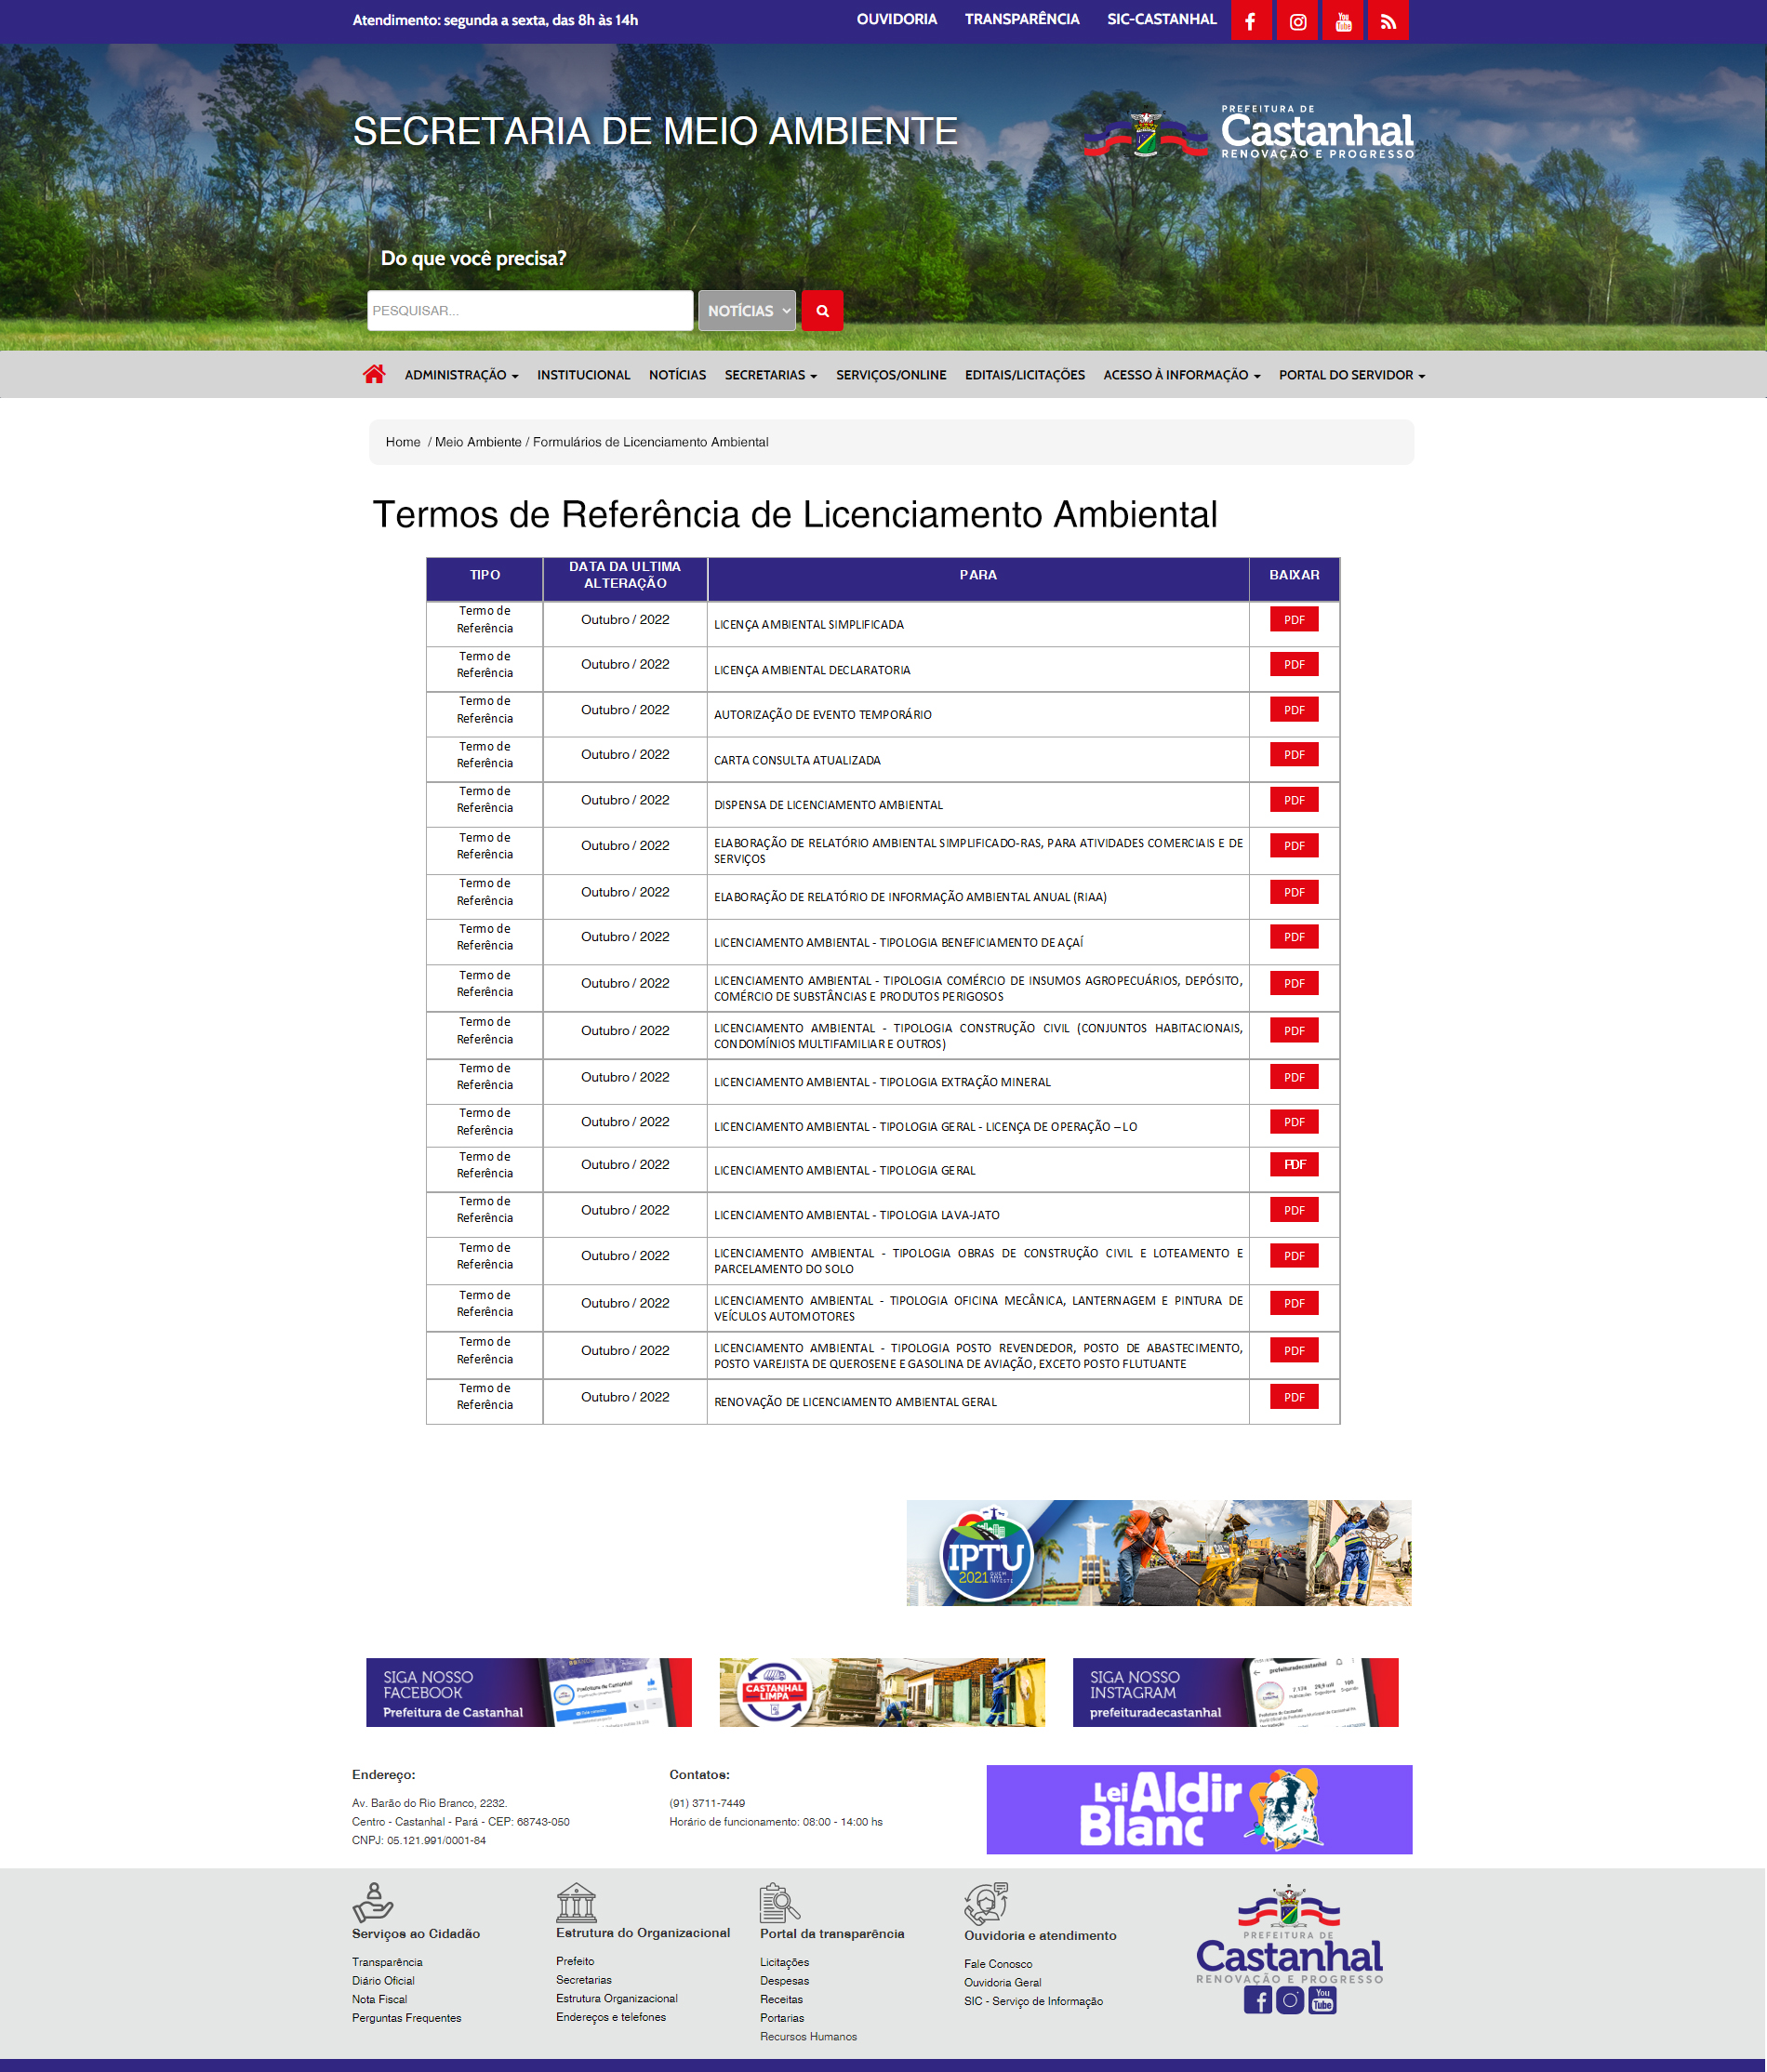 Atendimento: segunda a sexta, das 8h às 14h
OUVIDORIA TRANSPARÊNCIA SIC-CASTANHAL
SECRETARIA DE MEIO AMBIENTE
PREFEITURA DE
Castanhal
RENOVAÇÃO E PROGRESSO
Do que você precisa?
PESQUISAR... NOTÍCIAS
ADMINISTRAÇÃO INSTITUCIONAL NOTÍCIAS SECRETARIAS SERVIÇOS/ONLINE EDITAIS/LICITAÇÕES ACESSO À INFORMAÇÃO PORTAL DO SERVIDOR
Home / Meio Ambiente / Formulários de Licenciamento Ambiental
Termos de Referência de Licenciamento Ambiental
TIPO DATA DA ULTIMA ALTERAÇÃO PARA BAIXAR
Termo de Referência Outubro / 2022 LICENÇA AMBIENTAL SIMPLIFICADA PDF
Termo de Referência Outubro / 2022 LICENÇA AMBIENTAL DECLARATORIA PDF
Termo de Referência Outubro / 2022 AUTORIZAÇÃO DE EVENTO TEMPORÁRIO PDF
Termo de Referência Outubro / 2022 CARTA CONSULTA ATUALIZADA PDF
Termo de Referência Outubro / 2022 DISPENSA DE LICENCIAMENTO AMBIENTAL PDF
Termo de Referência Outubro / 2022 ELABORAÇÃO DE RELATÓRIO AMBIENTAL SIMPLIFICADO-RAS, PARA ATIVIDADES COMERCIAIS E DE SERVIÇOS PDF
Termo de Referência Outubro / 2022 ELABORAÇÃO DE RELATÓRIO DE INFORMAÇÃO AMBIENTAL ANUAL (RIAA) PDF
Termo de Referência Outubro / 2022 LICENCIAMENTO AMBIENTAL - TIPOLOGIA BENEFICIAMENTO DE AÇAÍ PDF
Termo de Referência Outubro / 2022 LICENCIAMENTO AMBIENTAL - TIPOLOGIA COMÉRCIO DE INSUMOS AGROPECUÁRIOS, DEPÓSITO, COMÉRCIO DE SUBSTÂNCIAS E PRODUTOS PERIGOSOS PDF
Termo de Referência Outubro / 2022 LICENCIAMENTO AMBIENTAL - TIPOLOGIA CONSTRUÇÃO CIVIL (CONJUNTOS HABITACIONAIS, CONDOMÍNIOS MULTIFAMILIAR E OUTROS) PDF
Termo de Referência Outubro / 2022 LICENCIAMENTO AMBIENTAL - TIPOLOGIA EXTRAÇÃO MINERAL PDF
Termo de Referência Outubro / 2022 LICENCIAMENTO AMBIENTAL - TIPOLOGIA GERAL - LICENÇA DE OPERAÇÃO – LO PDF
Termo de Referência Outubro / 2022 LICENCIAMENTO AMBIENTAL - TIPOLOGIA GERAL PDF
Termo de Referência Outubro / 2022 LICENCIAMENTO AMBIENTAL - TIPOLOGIA LAVA-JATO PDF
Termo de Referência Outubro / 2022 LICENCIAMENTO AMBIENTAL - TIPOLOGIA OBRAS DE CONSTRUÇÃO CIVIL E LOTEAMENTO E PARCELAMENTO DO SOLO PDF
Termo de Referência Outubro / 2022 LICENCIAMENTO AMBIENTAL - TIPOLOGIA OFICINA MECÂNICA, LANTERNAGEM E PINTURA DE VEÍCULOS AUTOMOTORES PDF
Termo de Referência Outubro / 2022 LICENCIAMENTO AMBIENTAL - TIPOLOGIA POSTO REVENDEDOR, POSTO DE ABASTECIMENTO, POSTO VAREJISTA DE QUEROSENE E GASOLINA DE AVIAÇÃO, EXCETO POSTO FLUTUANTE PDF
Termo de Referência Outubro / 2022 RENOVAÇÃO DE LICENCIAMENTO AMBIENTAL GERAL PDF
IPTU
2021
SIGA NOSSO
FACEBOOK
Prefeitura de Castanhal
CASTANHAL
LIMPA
SIGA NOSSO
INSTAGRAM
prefeituradecastanhal
Endereço:
Av. Barão do Rio Branco, 2232.
Centro - Castanhal - Pará - CEP: 68743-050
CNPJ: 05.121.991/0001-84
Contatos:
(91) 3711-7449
Horário de funcionamento: 08:00 - 14:00 hs
Lei Aldir
Blanc
Serviços ao Cidadão
Transparência
Diário Oficial
Nota Fiscal
Perguntas Frequentes
Estrutura do Organizacional
Prefeito
Secretarias
Estrutura Organizacional
Endereços e telefones
Portal da transparência
Licitações
Despesas
Receitas
Portarias
Recursos Humanos
Ouvidoria e atendimento
Fale Conosco
Ouvidoria Geral
SIC - Serviço de Informação
PREFEITURA DE
Castanhal
RENOVAÇÃO E PROGRESSO
You
Tube